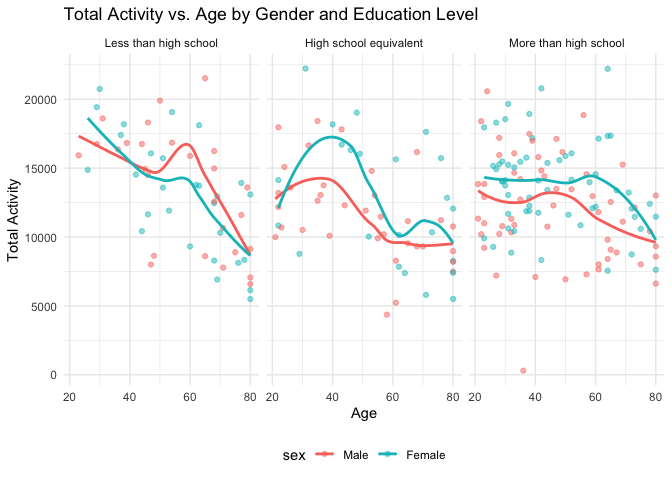 Total Activity vs. Age by Gender and Education Level
Less than high school
High school equivalent
More than high school
Total Activity
20000
15000
10000
5000
0
20 40 60 80
20 40 60 80
20 40 60 80
Age
sex Male Female